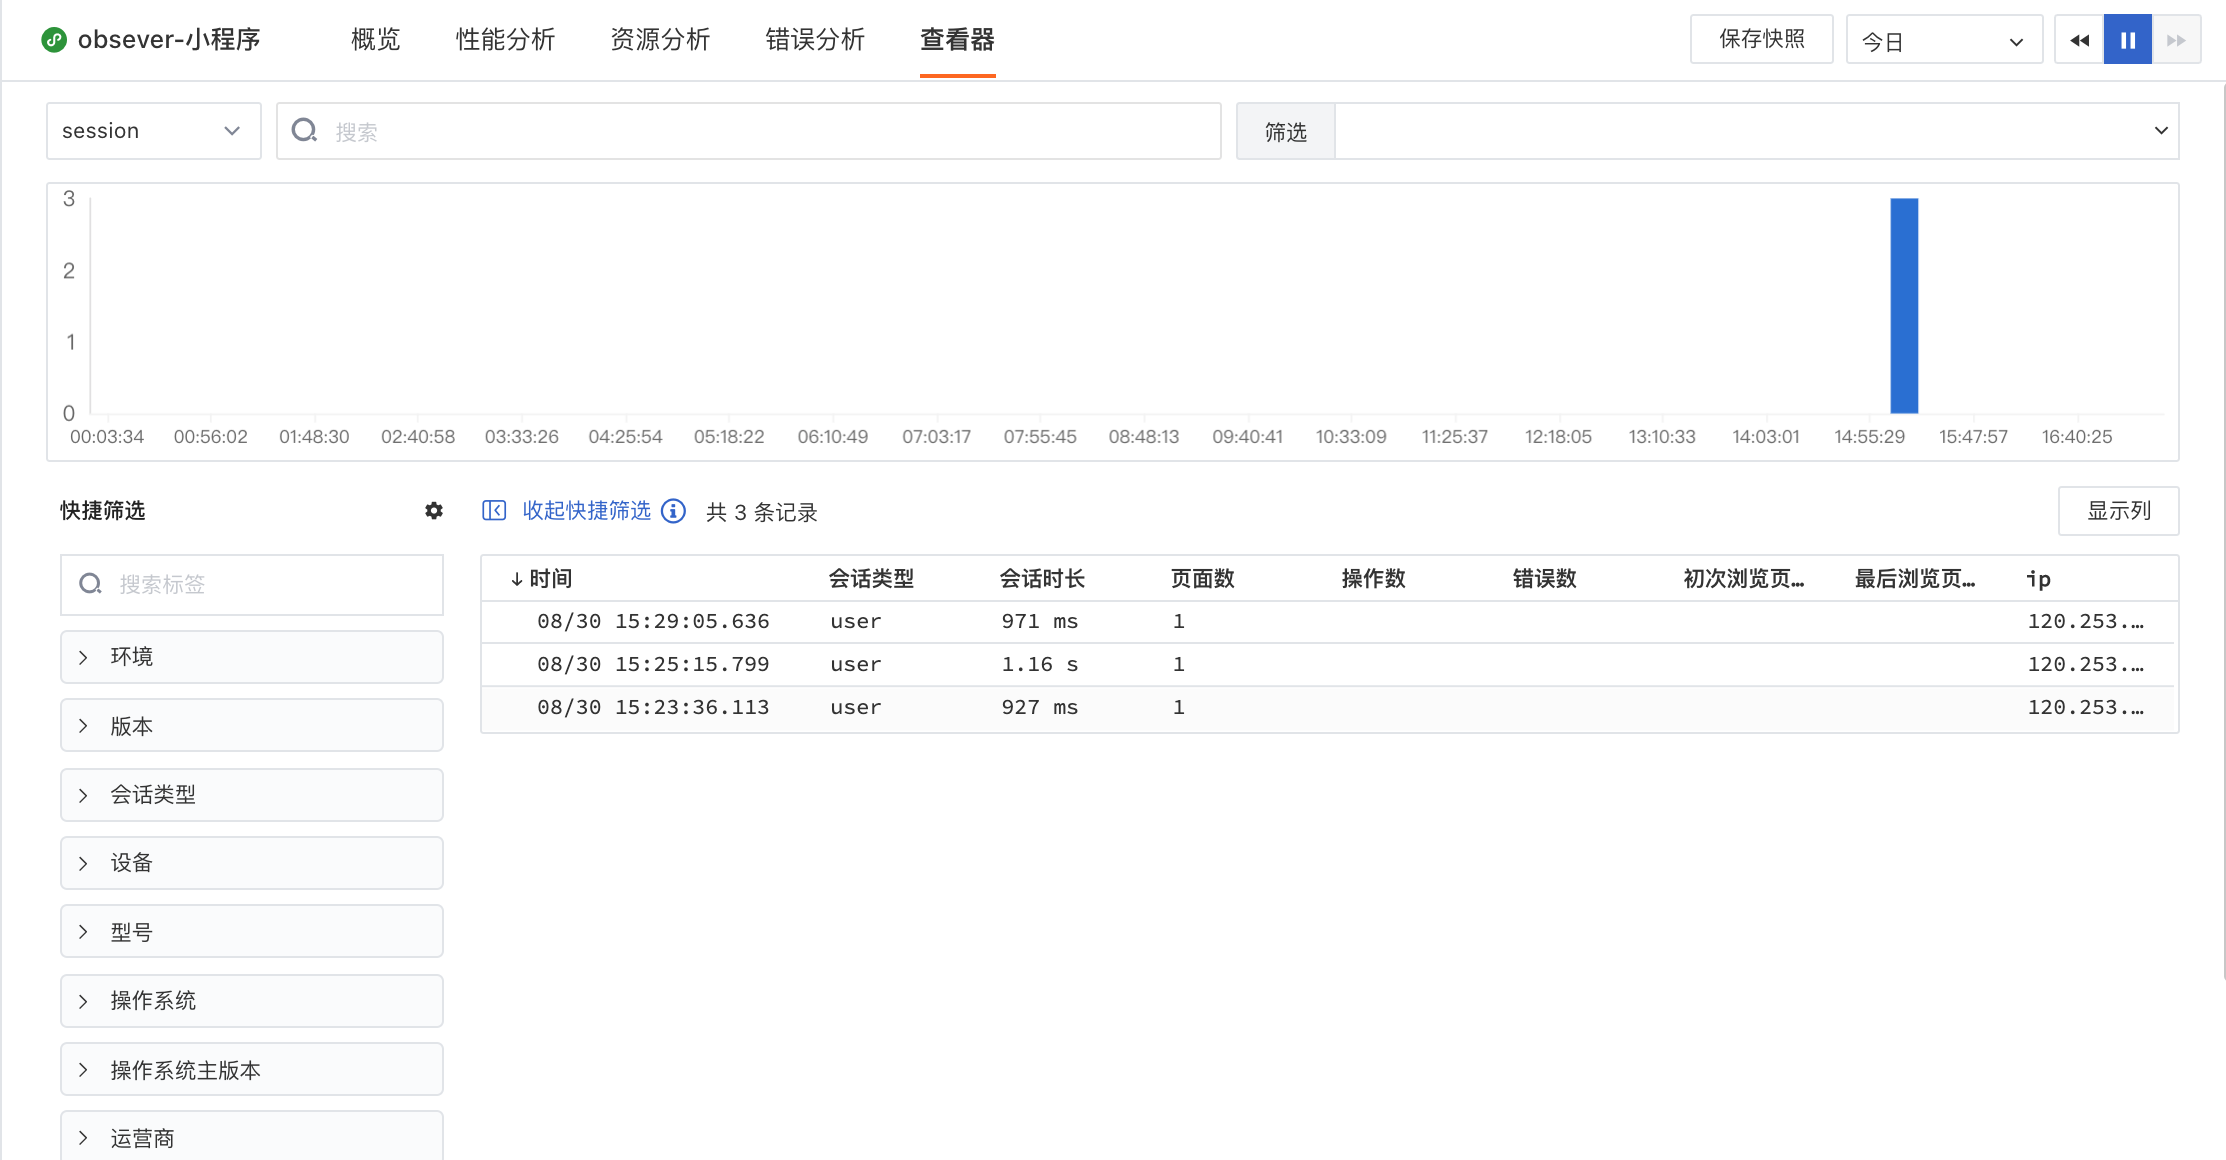 obsever-小程序 概览 性能分析 资源分析 错误分析 查看器 保存快照 今日
session 搜索 筛选
3
2
1
0
00:03:34 00:56:02 01:48:30 02:40:58 03:33:26 04:25:54 05:18:22 06:10:49 07:03:17 07:55:45 08:48:13 09:40:41 10:33:09 11:25:37 12:18:05 13:10:33 14:03:01 14:55:29 15:47:57 16:40:25
快捷筛选 收起快捷筛选 共 3 条记录 显示列
搜索标签
环境
版本
会话类型
设备
型号
操作系统
操作系统主版本
运营商
时间 会话类型 会话时长 页面数 操作数 错误数 初次浏览页... 最后浏览页... ip
08/30 15:29:05.636 user 971 ms 1 120.253.…
08/30 15:25:15.799 user 1.16 s 1 120.253.…
08/30 15:23:36.113 user 927 ms 1 120.253.…